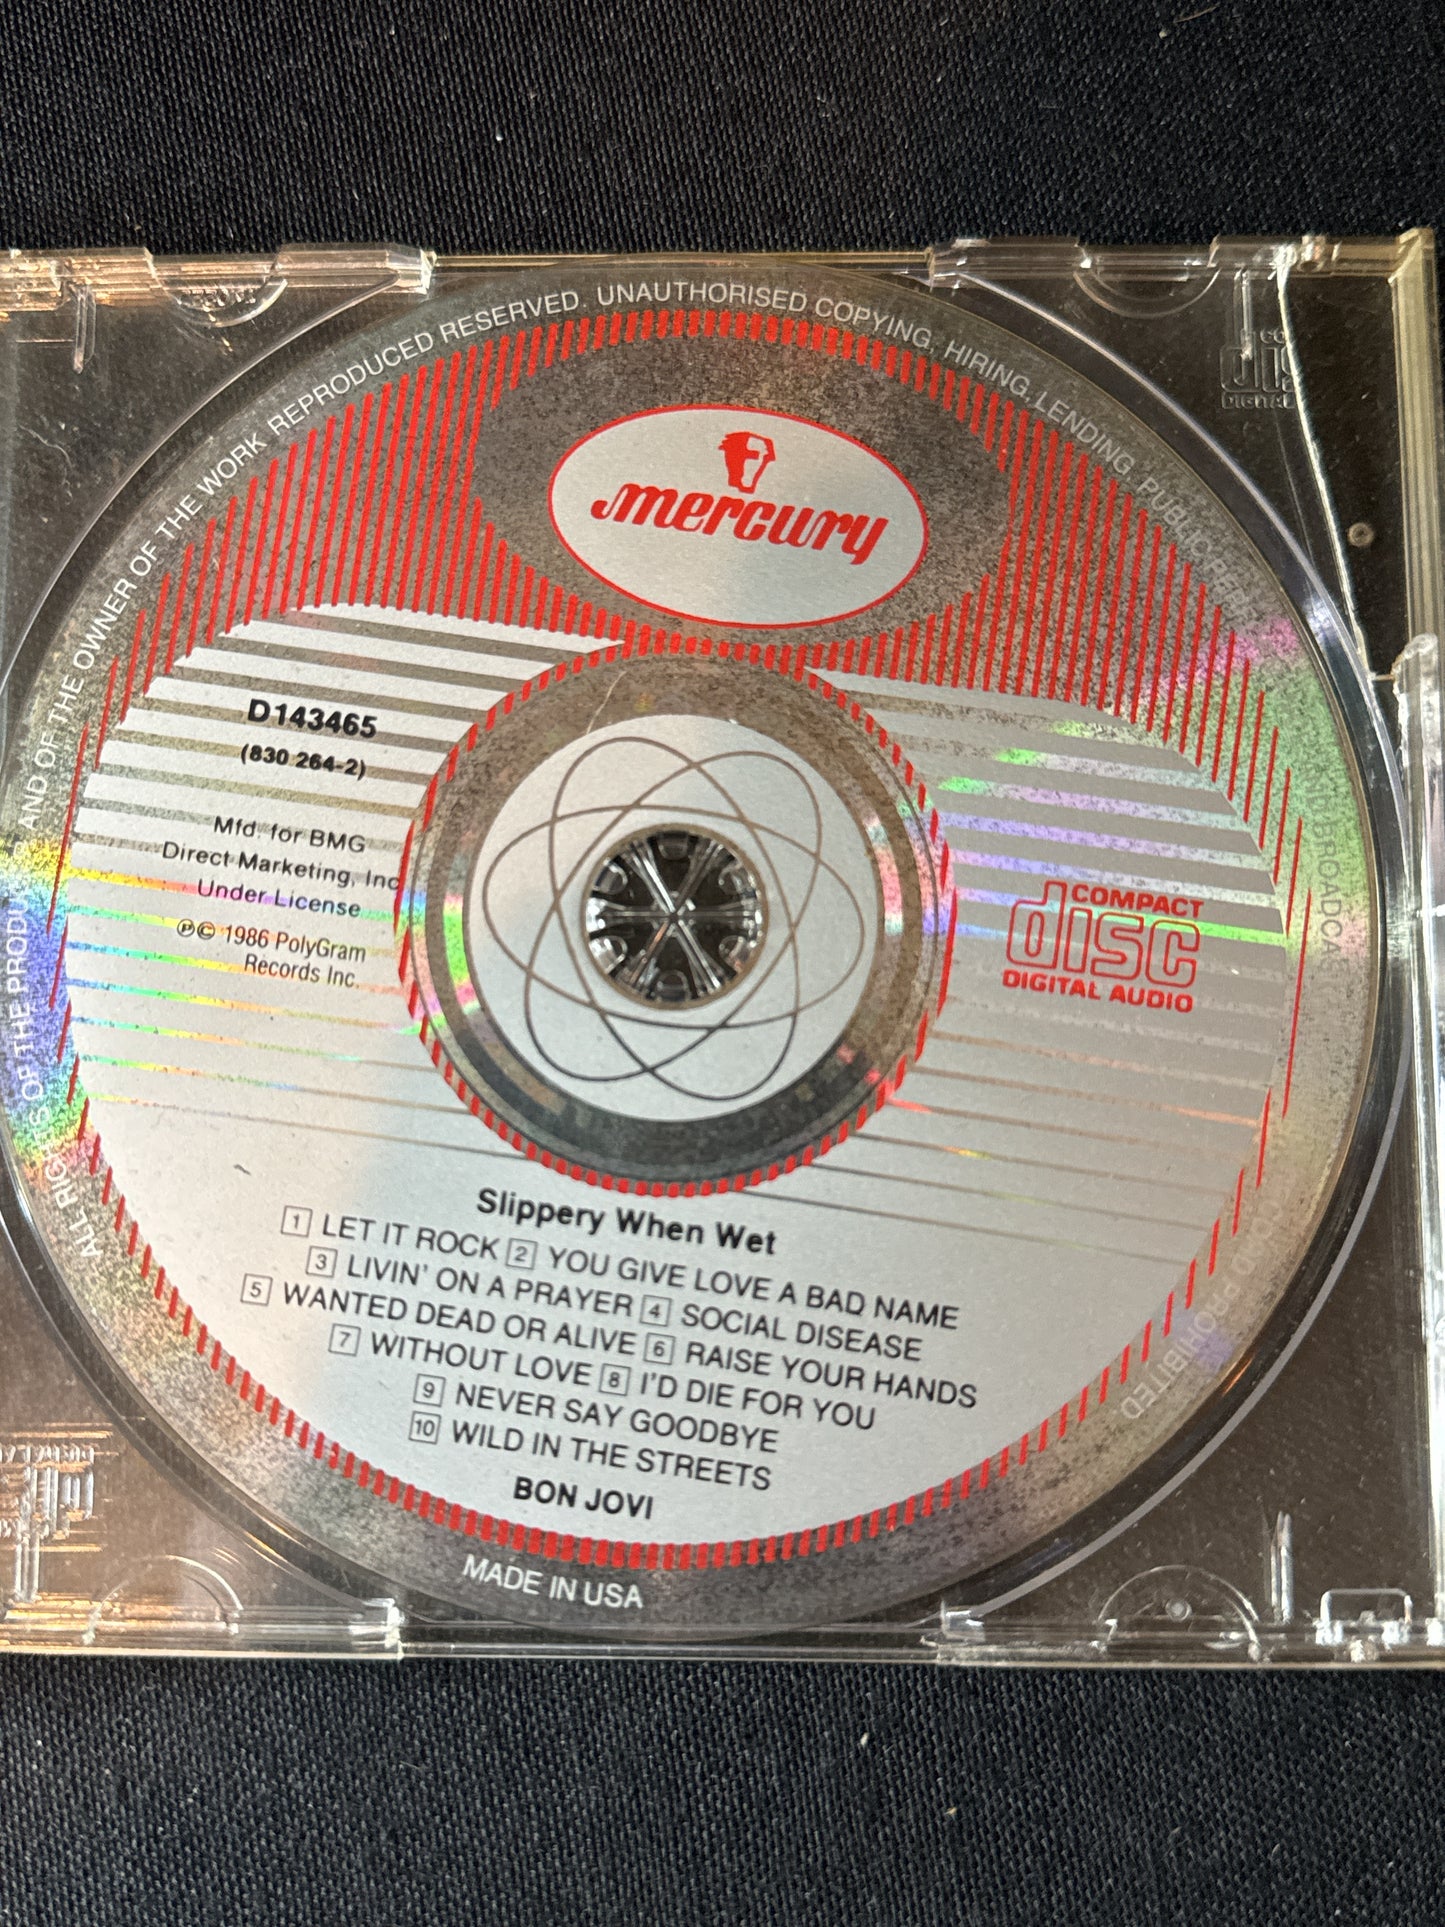 ALL RIGHTS OF THE PRODUCER AND OF THE OWNER OF THE WORK REPRODUCED RESERVED. UNAUTHORISED COPYING, HIRING, LENDING, PUBLIC PERFORMANCE AND BROADCASTING PROHIBITED
mercury
D143465
(830 264-2)
Mfd. for BMG
Direct Marketing, Inc
Under License
℗© 1986 PolyGram
Records Inc.
COMPACT
disc
DIGITAL AUDIO
Slippery When Wet
1 LET IT ROCK 2 YOU GIVE LOVE A BAD NAME
3 LIVIN' ON A PRAYER 4 SOCIAL DISEASE
5 WANTED DEAD OR ALIVE 6 RAISE YOUR HANDS
7 WITHOUT LOVE 8 I'D DIE FOR YOU
9 NEVER SAY GOODBYE
10 WILD IN THE STREETS
BON JOVI
MADE IN USA